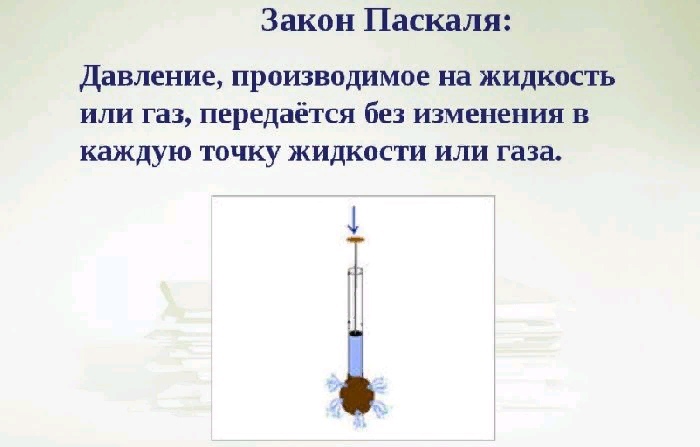 Закон Паскаля:
Давление, производимое на жидкость
или газ, передаётся без изменения в
каждую точку жидкости или газа.